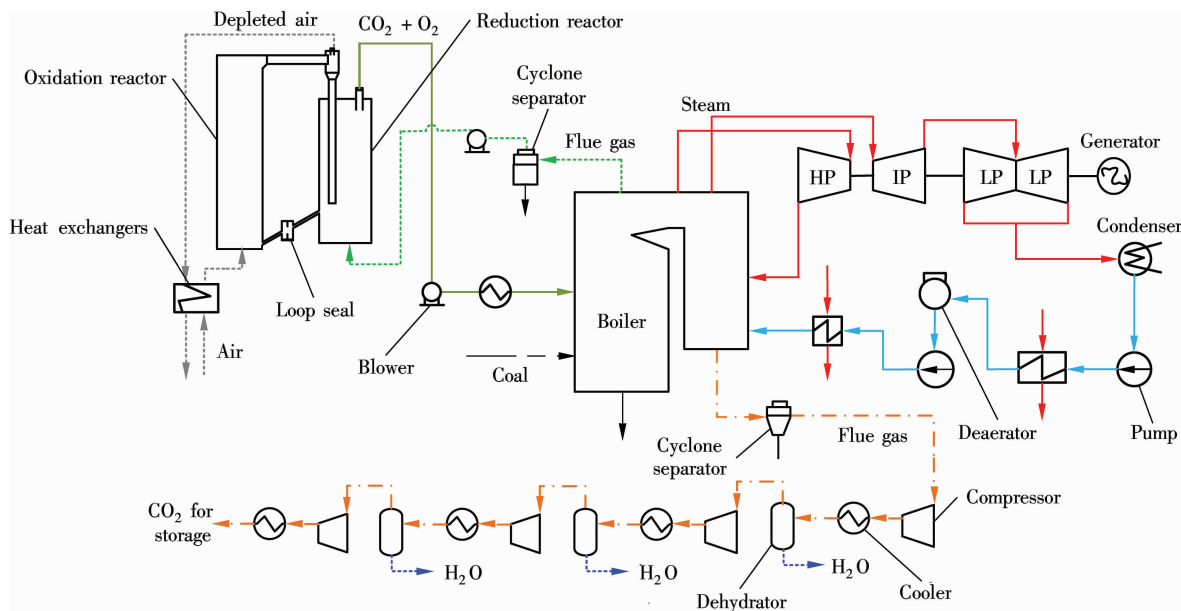 Depleted air
CO2 + O2
Reduction reactor
Oxidation reactor
Cyclone
separator
Steam
Flue gas
Generator
HP
IP
LP
LP
Heat exchangers
Condenser
Loop seal
Boiler
Air
Blower
Coal
Flue gas
Deaerator
Pump
Cyclone
separator
Compressor
CO2 for
storage
H2O
H2O
H2O
Dehydrator
Cooler